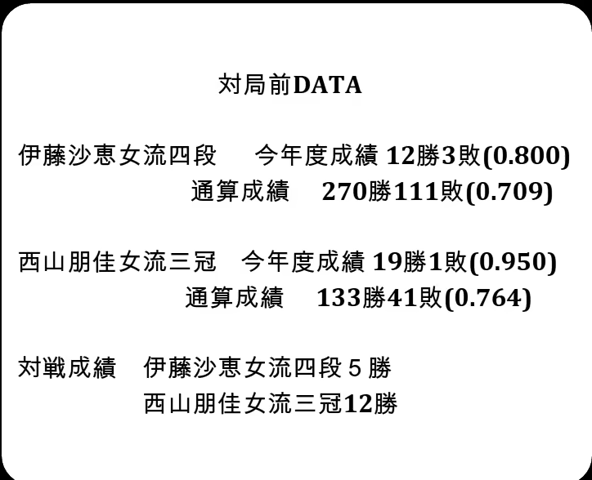 対局前DATA
伊藤沙恵女流四段 今年度成績 12勝3敗(0.800)
通算成績 270勝111敗(0.709)
西山朋佳女流三冠 今年度成績 19勝1敗(0.950)
通算成績 133勝41敗(0.764)
対戦成績 伊藤沙恵女流四段５勝
西山朋佳女流三冠12勝